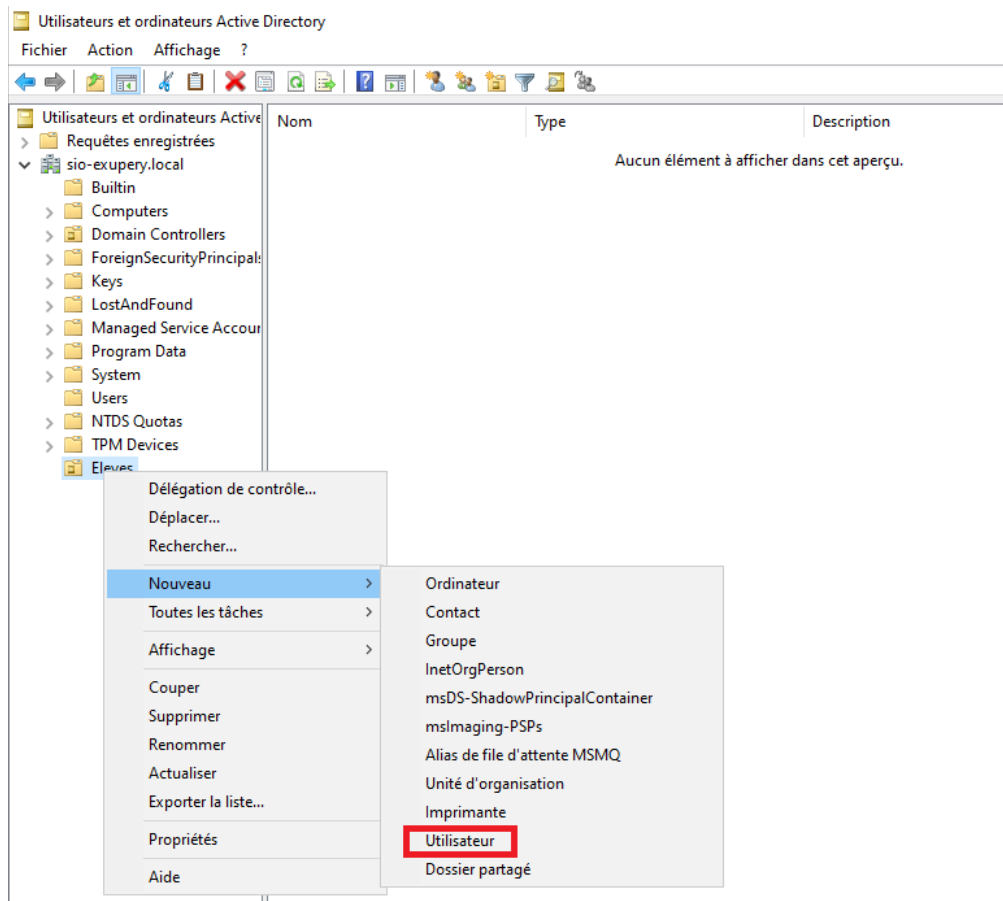 Utilisateurs et ordinateurs Active Directory
Fichier Action Affichage ?
Utilisateurs et ordinateurs Active
Requêtes enregistrées
sio-exupery.local
Builtin
Computers
Domain Controllers
ForeignSecurityPrincipals
Keys
LostAndFound
Managed Service Accour
Program Data
System
Users
NTDS Quotas
TPM Devices
Eleves
Nom Type Description
Aucun élément à afficher dans cet aperçu.
Délégation de contrôle...
Déplacer...
Rechercher...
Nouveau
Toutes les tâches
Affichage
Couper
Supprimer
Renommer
Actualiser
Exporter la liste...
Propriétés
Aide
Ordinateur
Contact
Groupe
InetOrgPerson
msDS-ShadowPrincipalContainer
msImaging-PSPs
Alias de file d'attente MSMQ
Unité d'organisation
Imprimante
Utilisateur
Dossier partagé